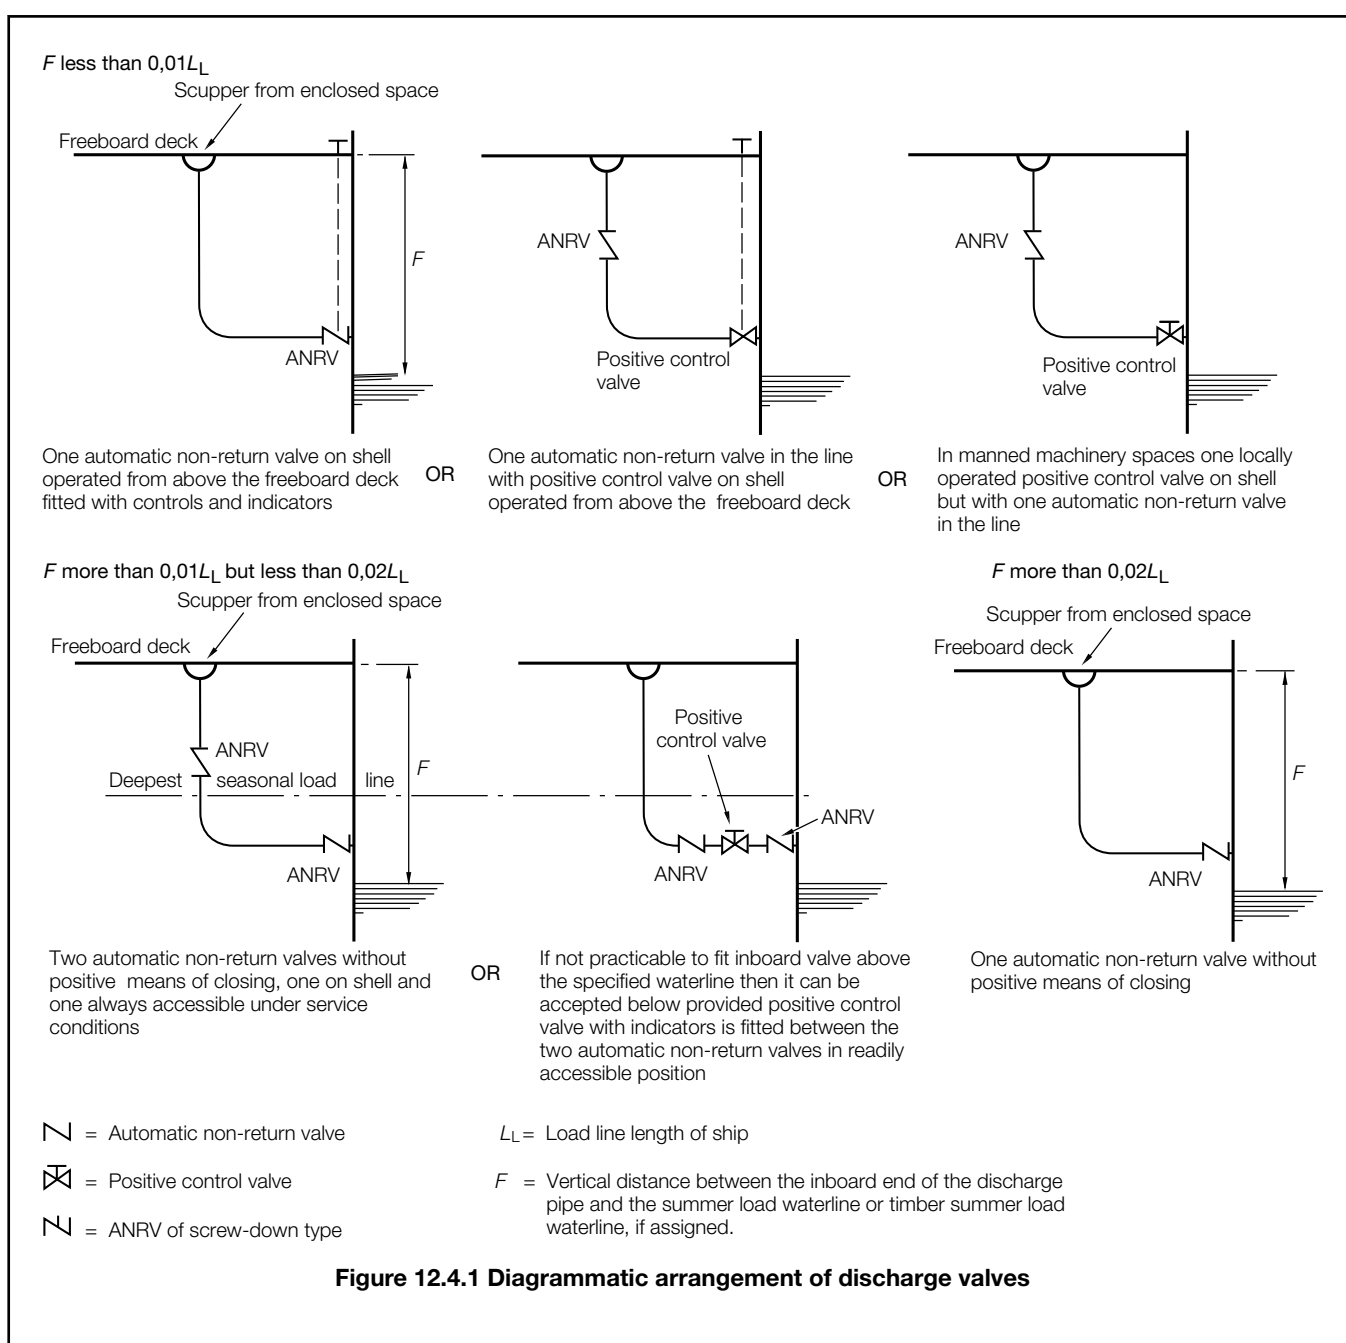 F less than 0,01LL
Scupper from enclosed space
Freeboard deck
F
ANRV
ANRV
Positive control
valve
ANRV
Positive control
valve
One automatic non-return valve on shell
operated from above the freeboard deck
fitted with controls and indicators
OR
One automatic non-return valve in the line
with positive control valve on shell
operated from above the freeboard deck
OR
In manned machinery spaces one locally
operated positive control valve on shell
but with one automatic non-return valve
in the line
F more than 0,01LL but less than 0,02LL
Scupper from enclosed space
Freeboard deck
ANRV
F
Deepest seasonal load line
ANRV
Positive
control valve
ANRV
ANRV
F more than 0,02LL
Scupper from enclosed space
Freeboard deck
F
ANRV
Two automatic non-return valves without
positive means of closing, one on shell and
one always accessible under service
conditions
OR
If not practicable to fit inboard valve above
the specified waterline then it can be
accepted below provided positive control
valve with indicators is fitted between the
two automatic non-return valves in readily
accessible position
One automatic non-return valve without
positive means of closing
= Automatic non-return valve
= Positive control valve
= ANRV of screw-down type
LL = Load line length of ship
F = Vertical distance between the inboard end of the discharge
pipe and the summer load waterline or timber summer load
waterline, if assigned.
Figure 12.4.1 Diagrammatic arrangement of discharge valves